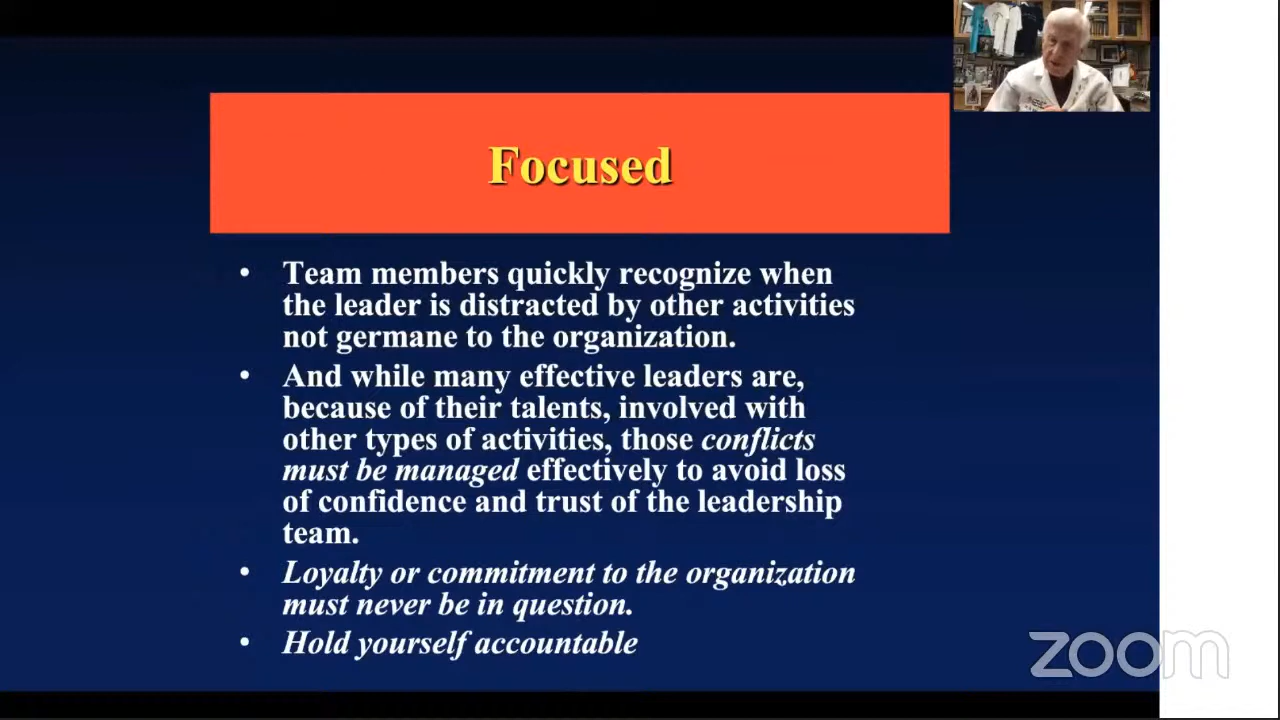 Focused
• Team members quickly recognize when
the leader is distracted by other activities
not germane to the organization.
• And while many effective leaders are,
because of their talents, involved with
other types of activities, those conflicts
must be managed effectively to avoid loss
of confidence and trust of the leadership
team.
• Loyalty or commitment to the organization
must never be in question.
• Hold yourself accountable
zoom